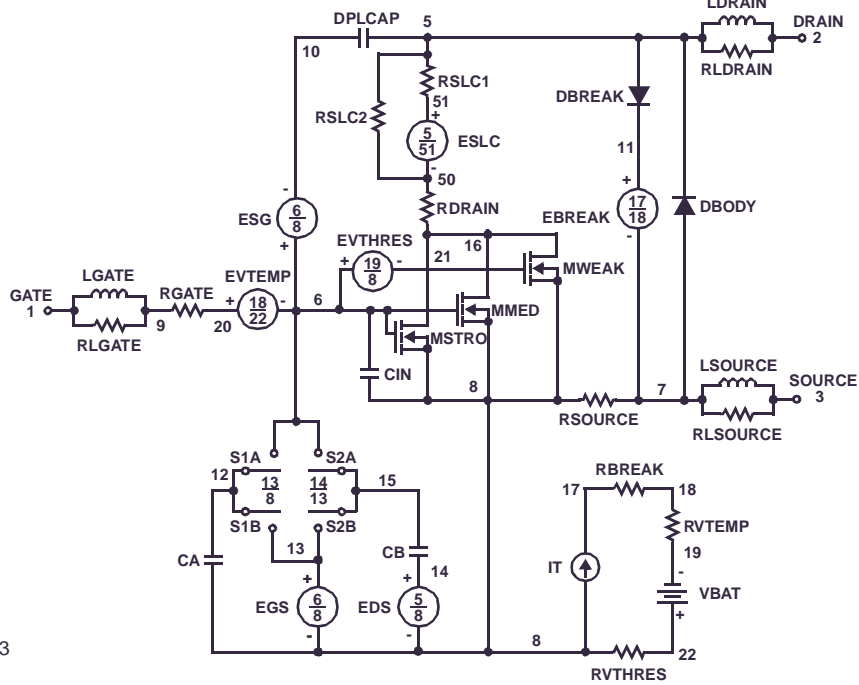 LDRAIN
DPLCAP 5 DRAIN
10 2
RLDRAIN
RSLC1
51 DBREAK
+
RSLC2
5
51
ESLC
11
-
50
- +
RDRAIN
ESG
6
8
EBREAK
17
18
DBODY
+
EVTHRES
-
16
21
+
19
8
-
MWEAK
LGATE
EVTEMP
GATE
1
RGATE
+
18
22
-
6
MMED
9
20
MSTRO
RLGATE
LSOURCE
CIN
8 7
SOURCE
3
RSOURCE
RLSOURCE
S1A S2A
12
13
8
14
13
15
RBREAK
17 18
S1B S2B
RVTEMP
13
CA CB
19
IT
14
+ +
-
VBAT
EGS
6
8
EDS
5
8
+
- -
8
22
RVTHRES
3